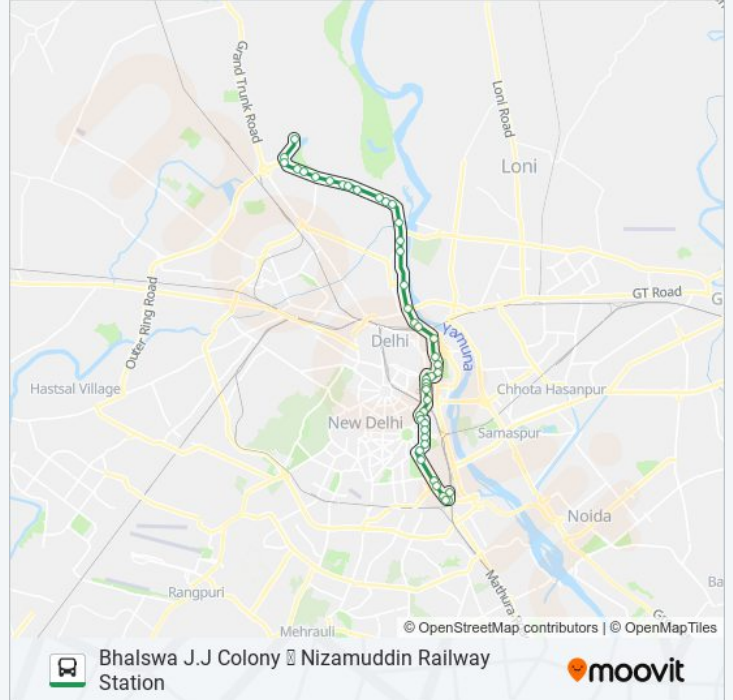 Grand Trunk Road
Loni Road
Loni
GT Road
G
Outer Ring Road
Yamuna
Delhi
Hastsal Village
Chhota Hasanpur
New Delhi
Samaspur
Noida
Rangpuri
Mathura
Ba
Mehrauli
G
© OpenStreetMap contributors | © OpenMapTiles
Bhalswa J.J Colony Nizamuddin Railway
Station
moovit